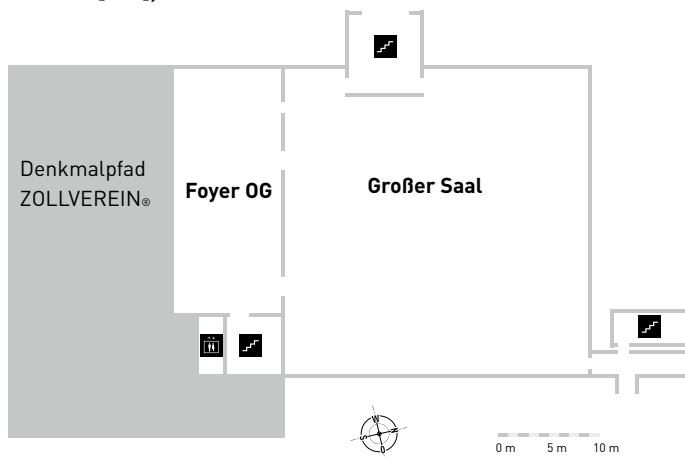 Denkmalpfad
ZOLLVEREIN®
Foyer OG
Großer Saal
W
N
S
O
0 m 5 m 10 m